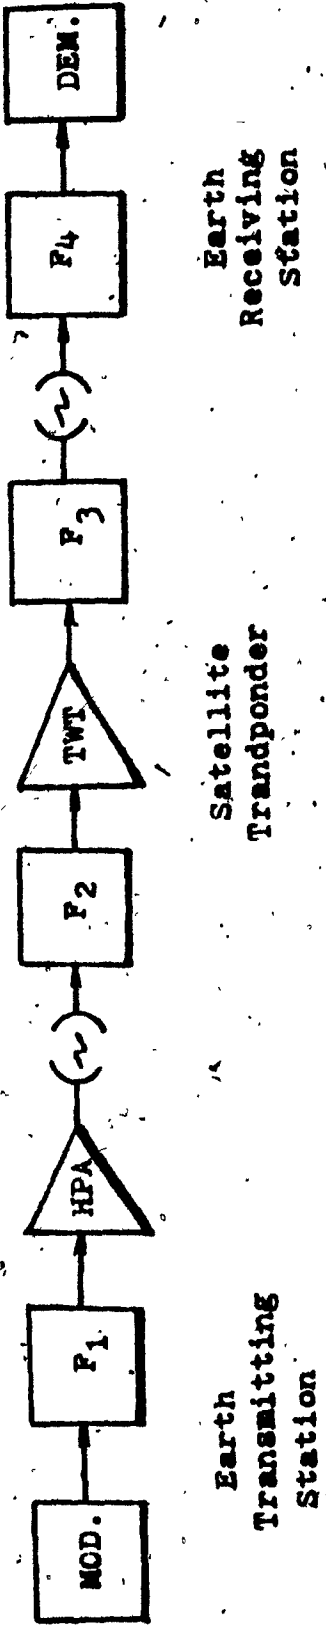 MOD.
F1
HPA
F2
TWT
F3
F4
DEM.
Earth
Transmitting
Station
Satellite
Trandponder
Earth
Receiving
Station